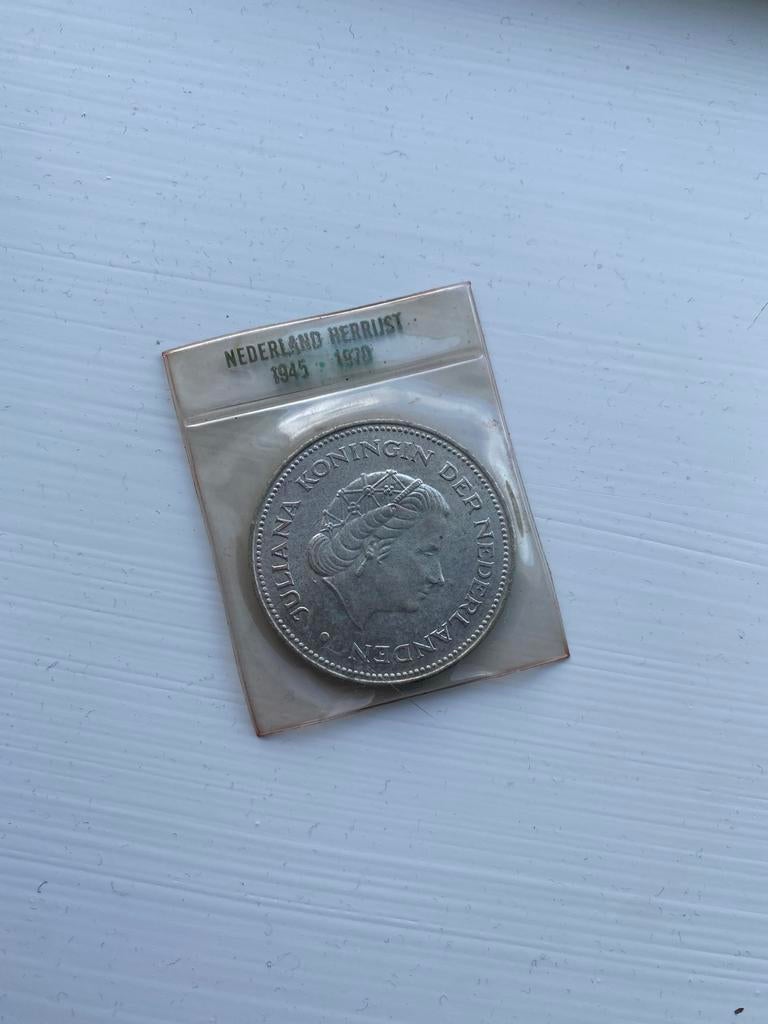 NEDERLAND HERRIJST
1945 · 1970
JULIANA KONINGIN DER NEDERLANDEN